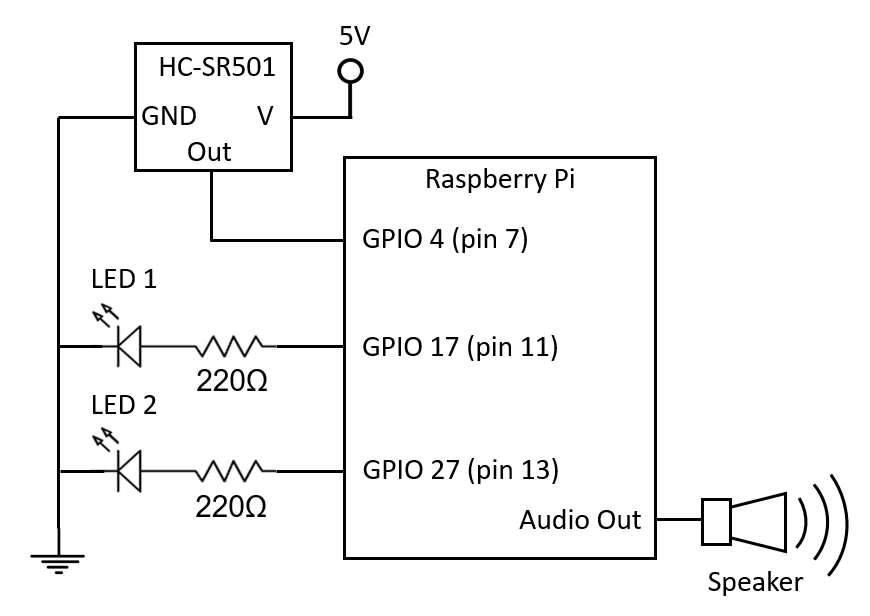 5V
HC-SR501
GND V
Out
Raspberry Pi
GPIO 4 (pin 7)
LED 1
GPIO 17 (pin 11)
220Ω
LED 2
GPIO 27 (pin 13)
220Ω
Audio Out
Speaker